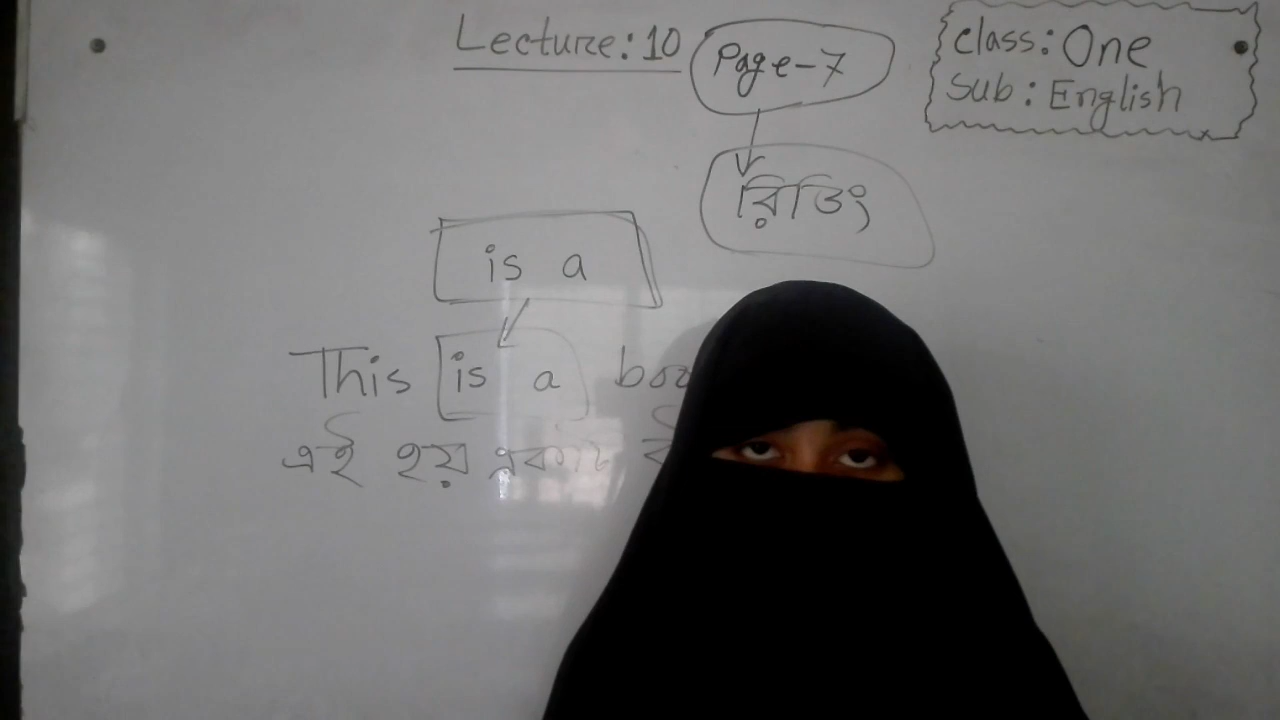 Lecture: 10
Page-7
class: One
sub: English
রিডিং
is a
This is a
এই হয় একটি